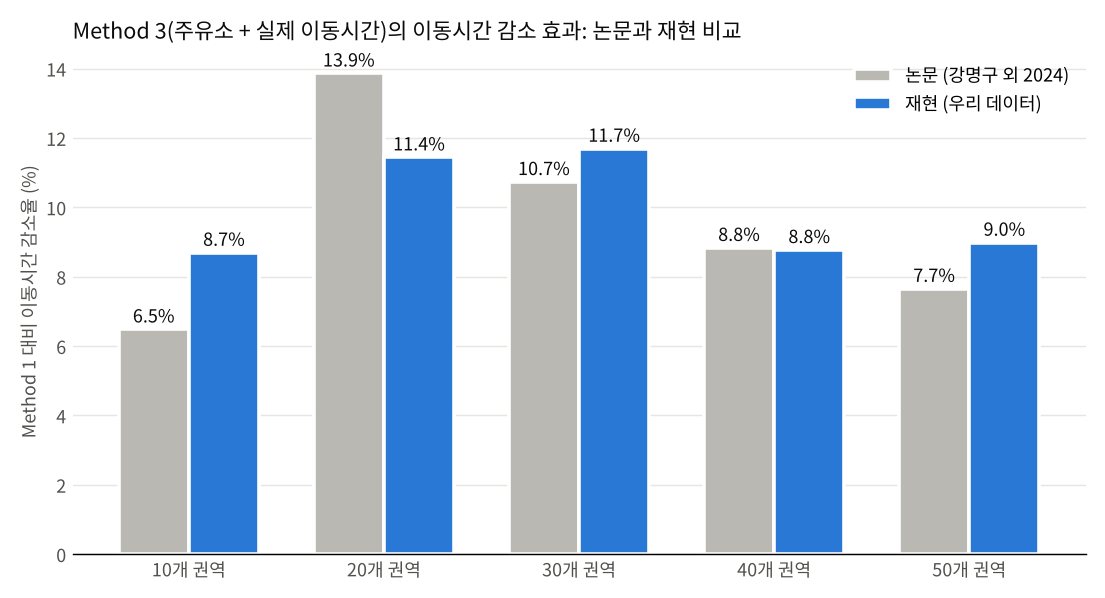 Method 3(주유소 + 실제 이동시간)의 이동시간 감소 효과: 논문과 재현 비교
논문 (강명구 외 2024)
재현 (우리 데이터)
Method 1 대비 이동시간 감소율 (%)
14
12
10
8
6
4
2
0
6.5%
8.7%
13.9%
11.4%
10.7%
11.7%
8.8%
8.8%
7.7%
9.0%
10개 권역
20개 권역
30개 권역
40개 권역
50개 권역